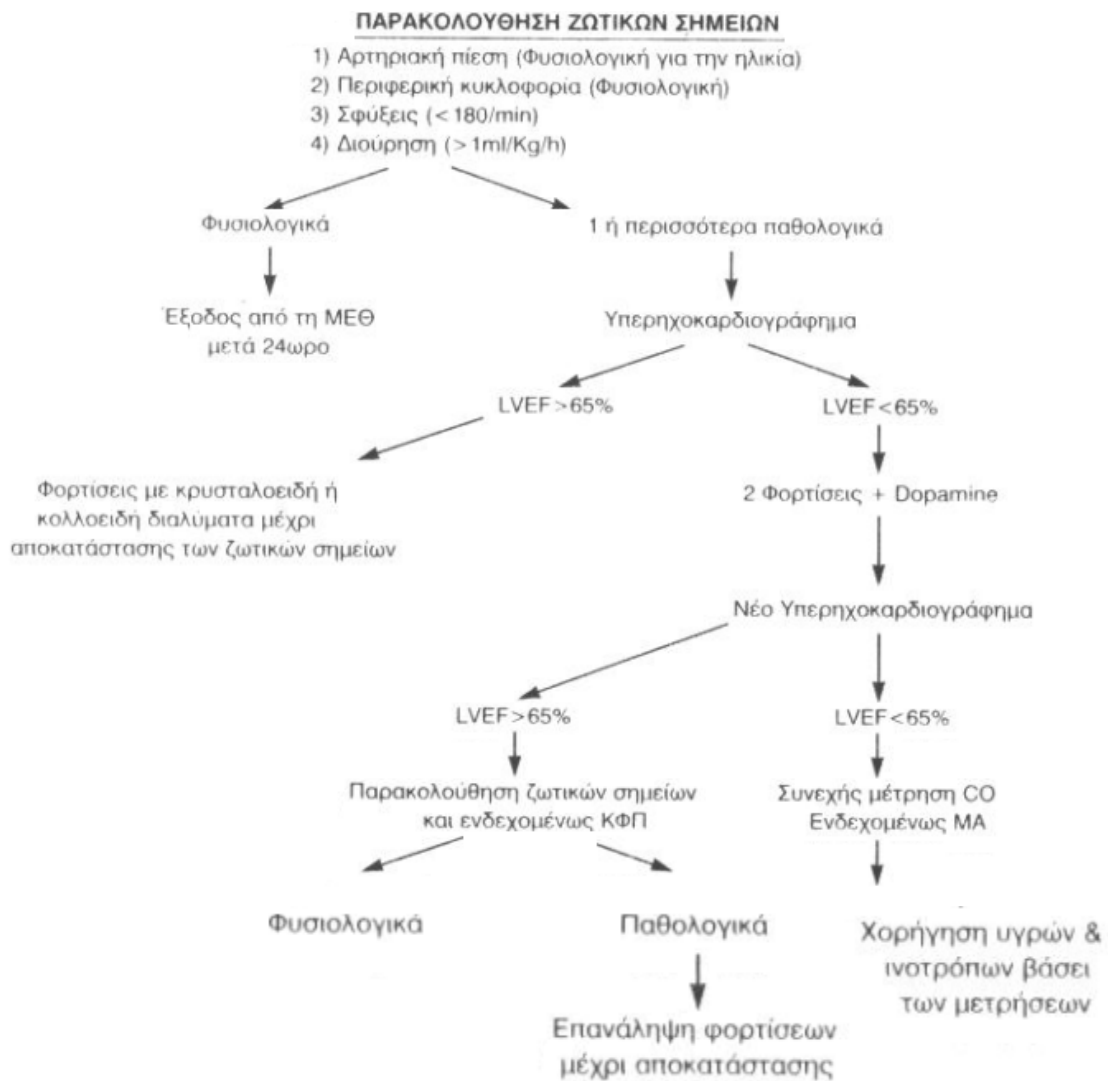 ΠΑΡΑΚΟΛΟΥΘΗΣΗ ΖΩΤΙΚΩΝ ΣΗΜΕΙΩΝ
1) Αρτηριακή πίεση (Φυσιολογική για την ηλικία)
2) Περιφερική κυκλοφορία (Φυσιολογική)
3) Σφύξεις (<180/min)
4) Διούρηση (>1ml/Kg/h)
Φυσιολογικά
1 ή περισσότερα παθολογικά
Έξοδος από τη ΜΕΘ
μετά 24ωρο
Υπερηχοκαρδιογράφημα
LVEF>65%
LVEF<65%
Φορτίσεις με κρυσταλοειδή ή
κολλοειδή διαλύματα μέχρι
αποκατάστασης των ζωτικών σημείων
2 Φορτίσεις + Dopamine
Νέο Υπερηχοκαρδιογράφημα
LVEF>65%
LVEF<65%
Παρακολούθηση ζωτικών σημείων
και ενδεχομένως ΚΦΠ
Συνεχής μέτρηση CO
Ενδεχομένως ΜΑ
Φυσιολογικά
Παθολογικά
Χορήγηση υγρών &
ινοτρόπων βάσει
των μετρήσεων
Επανάληψη φορτίσεων
μέχρι αποκατάστασης